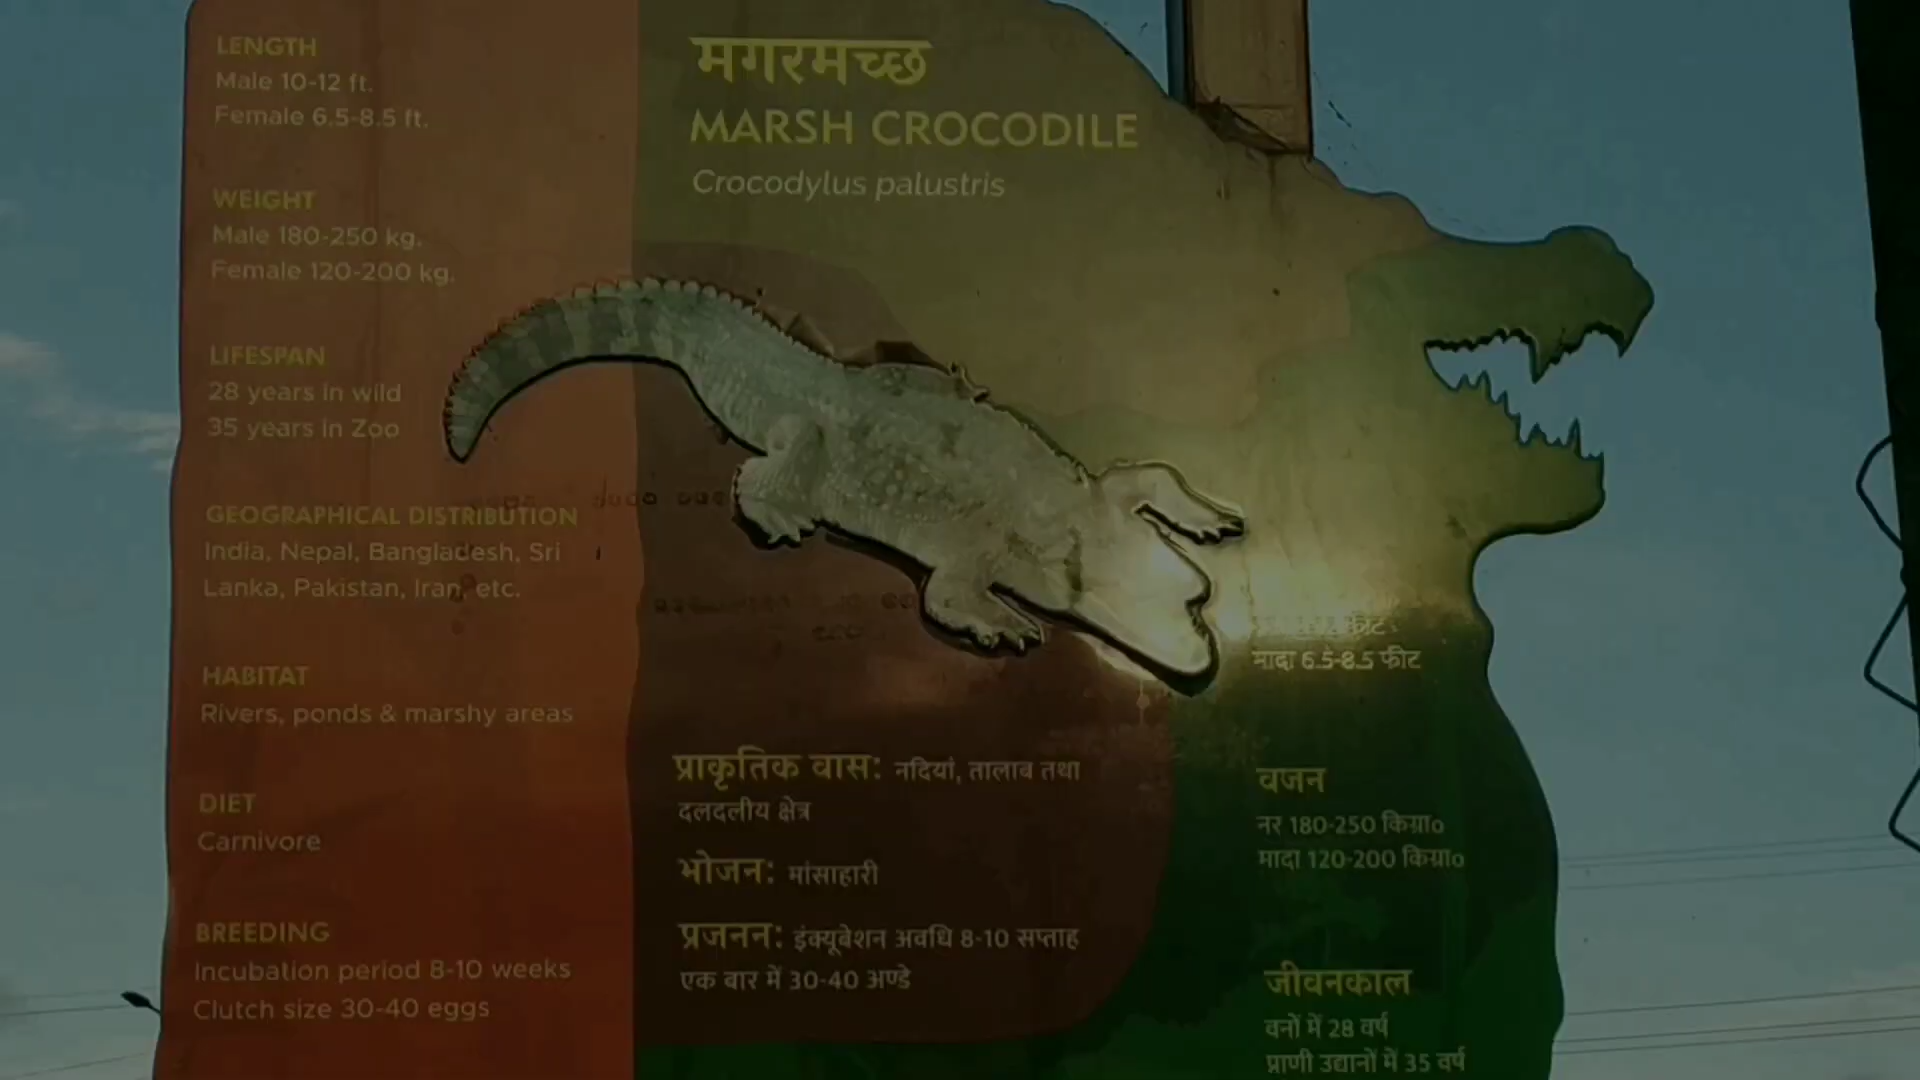 LENGTH
Male 10-12 ft.
Female 6.5-8.5 ft.
WEIGHT
Male 180-250 kg.
Female 120-200 kg.
LIFESPAN
28 years in wild
35 years in Zoo
GEOGRAPHICAL DISTRIBUTION
India, Nepal, Bangladesh, Sri
Lanka, Pakistan, Iran, etc.
HABITAT
Rivers, ponds & marshy areas
DIET
Carnivore
BREEDING
Incubation period 8-10 weeks
Clutch size 30-40 eggs
मगरमच्छ
MARSH CROCODILE
Crocodylus palustris
प्राकृतिक वास: नदियां, तालाब तथा
दलदलीय क्षेत्र
भोजन: मांसाहारी
प्रजनन: इंक्यूबेशन अवधि 8-10 सप्ताह
एक बार में 30-40 अण्डे
मादा 6.5-8.5 फीट
वजन
नर 180-250 किग्रा०
मादा 120-200 किग्रा०
जीवनकाल
वनों में 28 वर्ष
प्राणी उद्यानों में 35 वर्ष